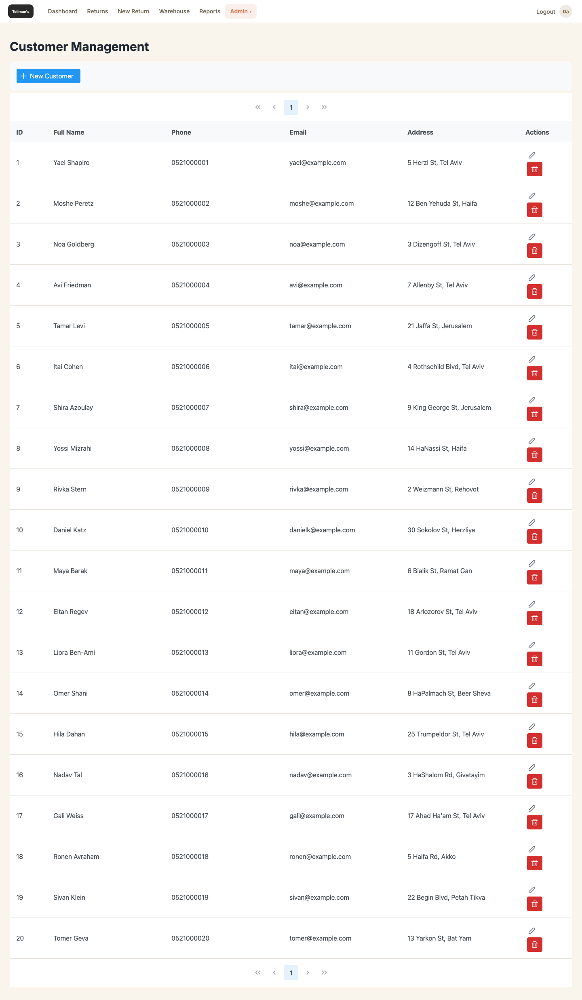 Tollman's Dashboard Returns New Return Warehouse Reports Admin ▾ Logout Da
Customer Management
New Customer
1
ID Full Name Phone Email Address Actions
1 Yael Shapiro 0521000001 yael@example.com 5 Herzl St, Tel Aviv
2 Moshe Peretz 0521000002 moshe@example.com 12 Ben Yehuda St, Haifa
3 Noa Goldberg 0521000003 noa@example.com 3 Dizengoff St, Tel Aviv
4 Avi Friedman 0521000004 avi@example.com 7 Allenby St, Tel Aviv
5 Tamar Levi 0521000005 tamar@example.com 21 Jaffa St, Jerusalem
6 Itai Cohen 0521000006 itai@example.com 4 Rothschild Blvd, Tel Aviv
7 Shira Azoulay 0521000007 shira@example.com 9 King George St, Jerusalem
8 Yossi Mizrahi 0521000008 yossi@example.com 14 HaNassi St, Haifa
9 Rivka Stern 0521000009 rivka@example.com 2 Weizmann St, Rehovot
10 Daniel Katz 0521000010 danielk@example.com 30 Sokolov St, Herzliya
11 Maya Barak 0521000011 maya@example.com 6 Bialik St, Ramat Gan
12 Eitan Regev 0521000012 eitan@example.com 18 Arlozorov St, Tel Aviv
13 Liora Ben-Ami 0521000013 liora@example.com 11 Gordon St, Tel Aviv
14 Omer Shani 0521000014 omer@example.com 8 HaPalmach St, Beer Sheva
15 Hila Dahan 0521000015 hila@example.com 25 Trumpeldor St, Tel Aviv
16 Nadav Tal 0521000016 nadav@example.com 3 HaShalom Rd, Givatayim
17 Gali Weiss 0521000017 gali@example.com 17 Ahad Ha'am St, Tel Aviv
18 Ronen Avraham 0521000018 ronen@example.com 5 Haifa Rd, Akko
19 Sivan Klein 0521000019 sivan@example.com 22 Begin Blvd, Petah Tikva
20 Tomer Geva 0521000020 tomer@example.com 13 Yarkon St, Bat Yam
1